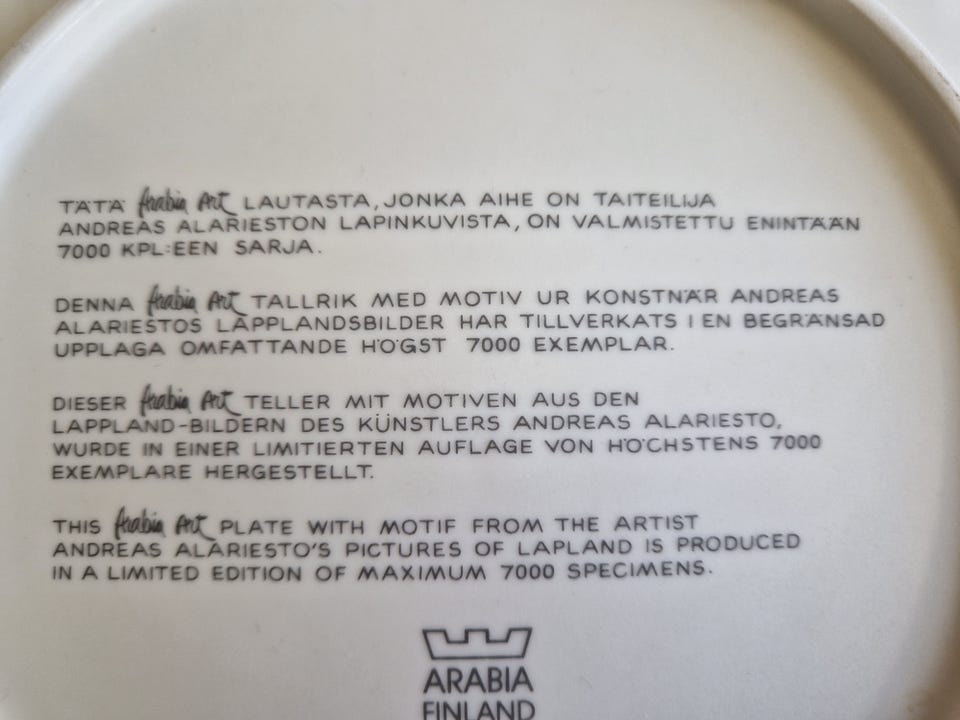 TÄTÄ Arabia Art LAUTASTA, JONKA AIHE ON TAITEILIJA
ANDREAS ALARIESTON LAPINKUVISTA, ON VALMISTETTU ENINTÄÄN
7000 KPL:EEN SARJA.
DENNA Arabia Art TALLRIK MED MOTIV UR KONSTNÄR ANDREAS
ALARIESTOS LAPPLANDSBILDER HAR TILLVERKATS I EN BEGRÄNSAD
UPPLAGA OMFATTANDE HÖGST 7000 EXEMPLAR.
DIESER Arabia Art TELLER MIT MOTIVEN AUS DEN
LAPPLAND-BILDERN DES KÜNSTLERS ANDREAS ALARIESTO,
WURDE IN EINER LIMITIERTEN AUFLAGE VON HÖCHSTENS 7000
EXEMPLARE HERGESTELLT.
THIS Arabia Art PLATE WITH MOTIF FROM THE ARTIST
ANDREAS ALARIESTO'S PICTURES OF LAPLAND IS PRODUCED
IN A LIMITED EDITION OF MAXIMUM 7000 SPECIMENS.
ARABIA
FINLAND